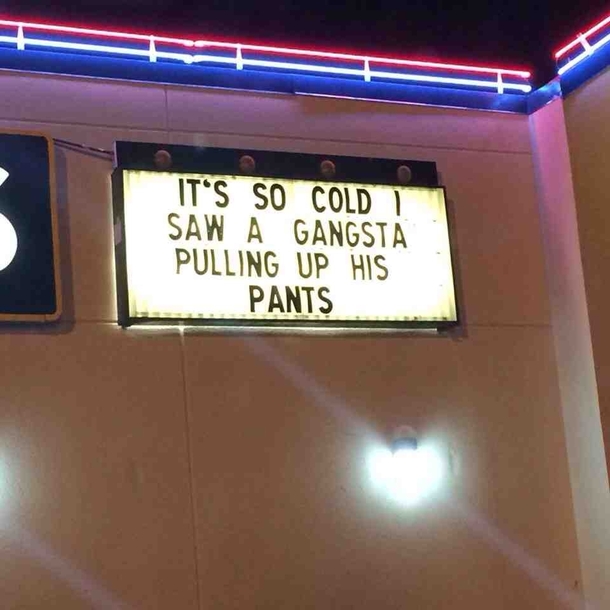 IT'S SO COLD I
SAW A GANGSTA
PULLING UP HIS
PANTS